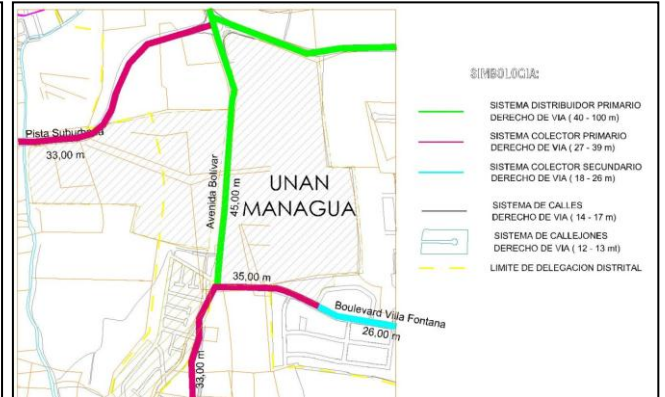 Pista Suburbana
33,00 m
Avenida Bolívar
45,00 m
UNAN
MANAGUA
35,00 m
Boulevard Villa Fontana
26,00 m
33,00 m
SIMBOLOGIA:
SISTEMA DISTRIBUIDOR PRIMARIO
DERECHO DE VIA ( 40 - 100 m)
SISTEMA COLECTOR PRIMARIO
DERECHO DE VIA ( 27 - 39 m)
SISTEMA COLECTOR SECUNDARIO
DERECHO DE VIA ( 18 - 26 m)
SISTEMA DE CALLES
DERECHO DE VIA ( 14 - 17 m)
SISTEMA DE CALLEJONES
DERECHO DE VIA ( 12 - 13 ml)
LIMITE DE DELEGACION DISTRITAL